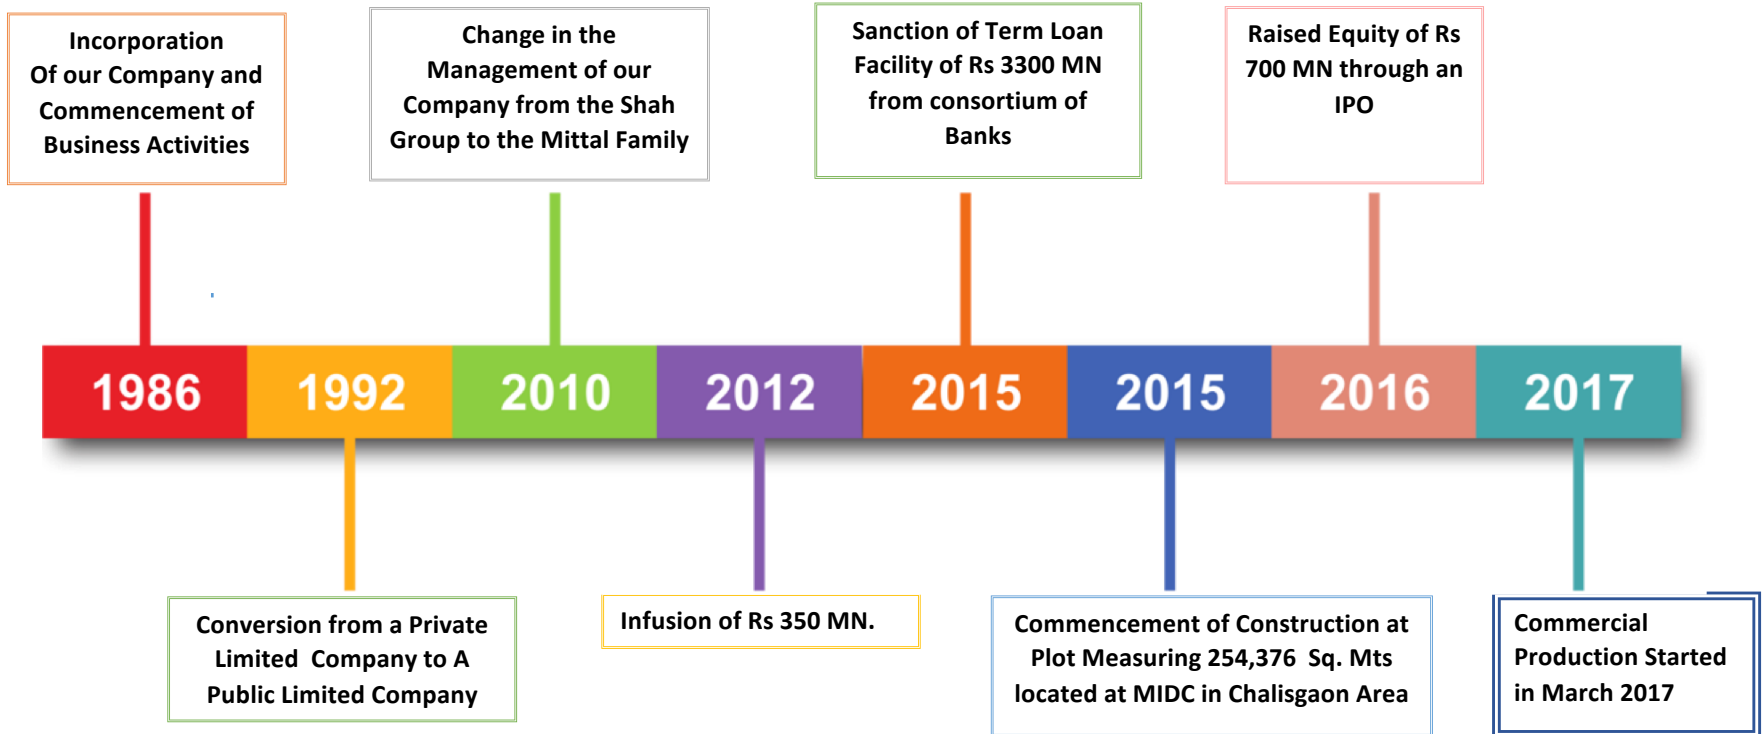 Incorporation
Of our Company and
Commencement of
Business Activities
Change in the
Management of our
Company from the Shah
Group to the Mittal Family
Sanction of Term Loan
Facility of Rs 3300 MN
from consortium of
Banks
Raised Equity of Rs
700 MN through an
IPO
1986
1992
2010
2012
2015
2015
2016
2017
Conversion from a Private
Limited Company to A
Public Limited Company
Infusion of Rs 350 MN.
Commencement of Construction at
Plot Measuring 254,376 Sq. Mts
located at MIDC in Chalisgaon Area
Commercial
Production Started
in March 2017